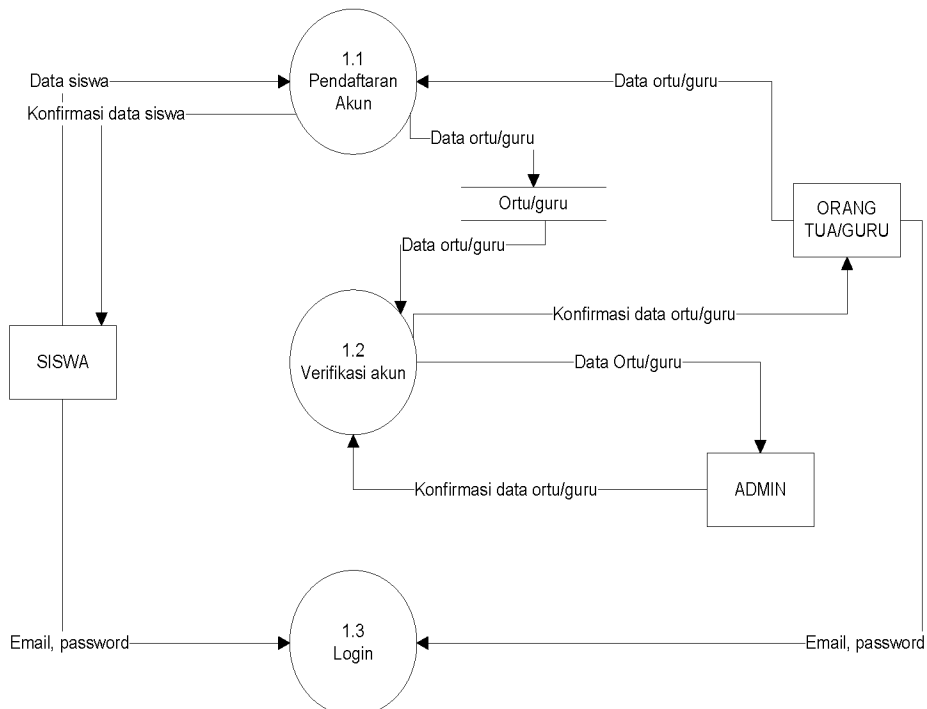 1.1
Pendaftaran
Akun
Data siswa
Data ortu/guru
Konfirmasi data siswa
Data ortu/guru
Ortu/guru
ORANG
TUA/GURU
Data ortu/guru
Konfirmasi data ortu/guru
SISWA
1.2
Verifikasi akun
Data Ortu/guru
Konfirmasi data ortu/guru
ADMIN
Email, password
1.3
Login
Email, password